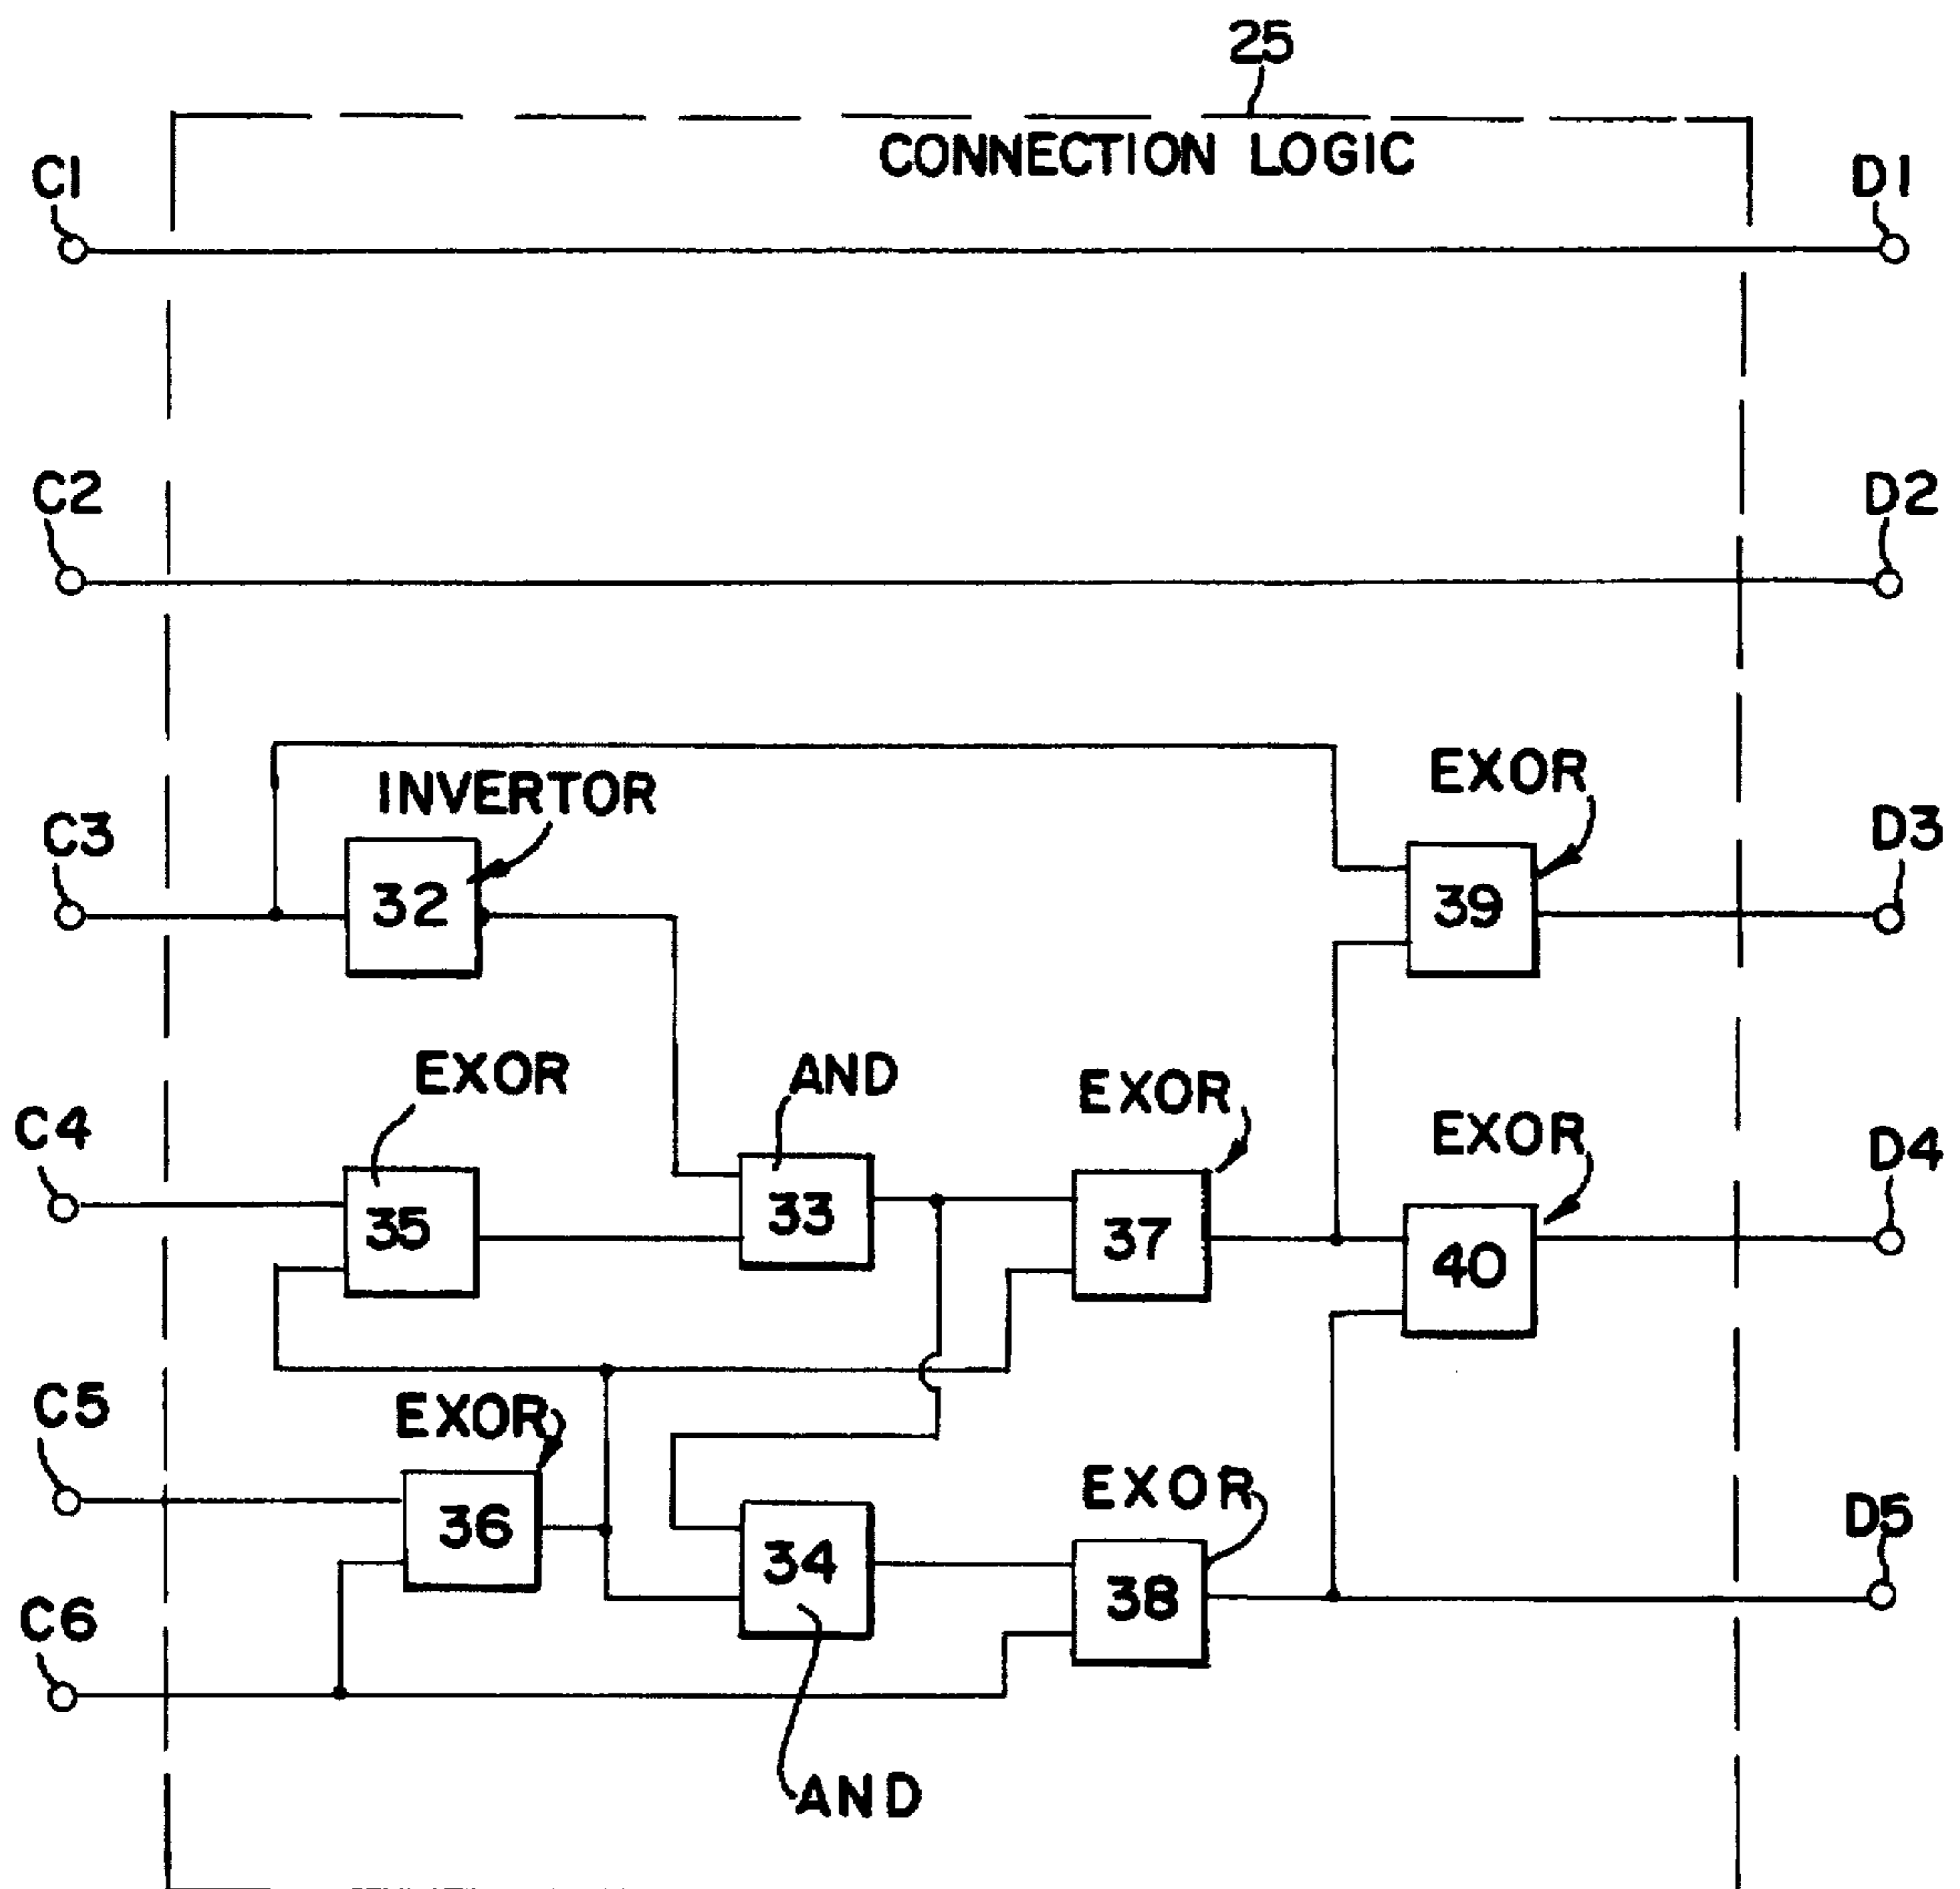 25
CONNECTION LOGIC
C1
D1
C2
D2
INVERTOR
EXOR
C3
32
39
D3
EXOR
AND
EXOR
EXOR
C4
35
33
37
40
D4
C5
EXOR
36
34
EXOR
38
D5
C6
AND